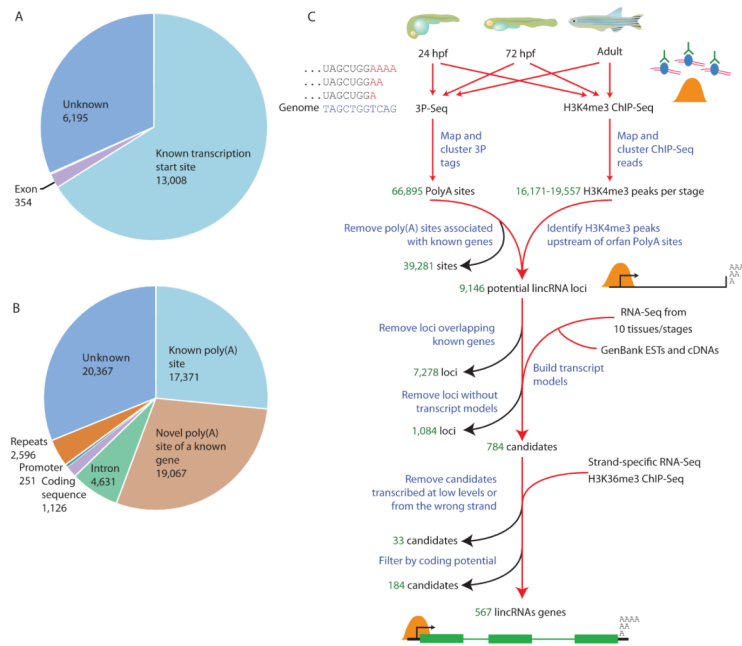 A
Unknown
6,195
Exon
354
Known transcription
start site
13,008
B
Unknown
20,367
Known poly(A)
site
17,371
Repeats
2,596
Promoter
251
Coding
sequence
1,126
Intron
4,631
Novel poly(A)
site of a known
gene
19,067
C
24 hpf
72 hpf
Adult
...UAGCUGGAAAA
...UAGCUGGAA
...UAGCUGGA
Genome TAGCTGGTCAG
3P-Seq
H3K4me3 ChIP-Seq
Map and
cluster 3P
tags
Map and
cluster ChIP-Seq
reads
66,895 PolyA sites
16,171-19,557 H3K4me3 peaks per stage
Remove poly(A) sites associated
with known genes
Identify H3K4me3 peaks
upstream of orfan PolyA sites
39,281 sites
9,146 potential lincRNA loci
AAAA
AA
A
Remove loci overlapping
known genes
RNA-Seq from
10 tissues/stages
GenBank ESTs and cDNAs
7,278 loci
Build transcript
models
Remove loci without
transcript models
1,084 loci
784 candidates
Remove candidates
transcribed at low levels or
from the wrong strand
Strand-specific RNA-Seq
H3K36me3 ChIP-Seq
33 candidates
Filter by coding potential
184 candidates
567 lincRNAs genes
AAAA
AA
A